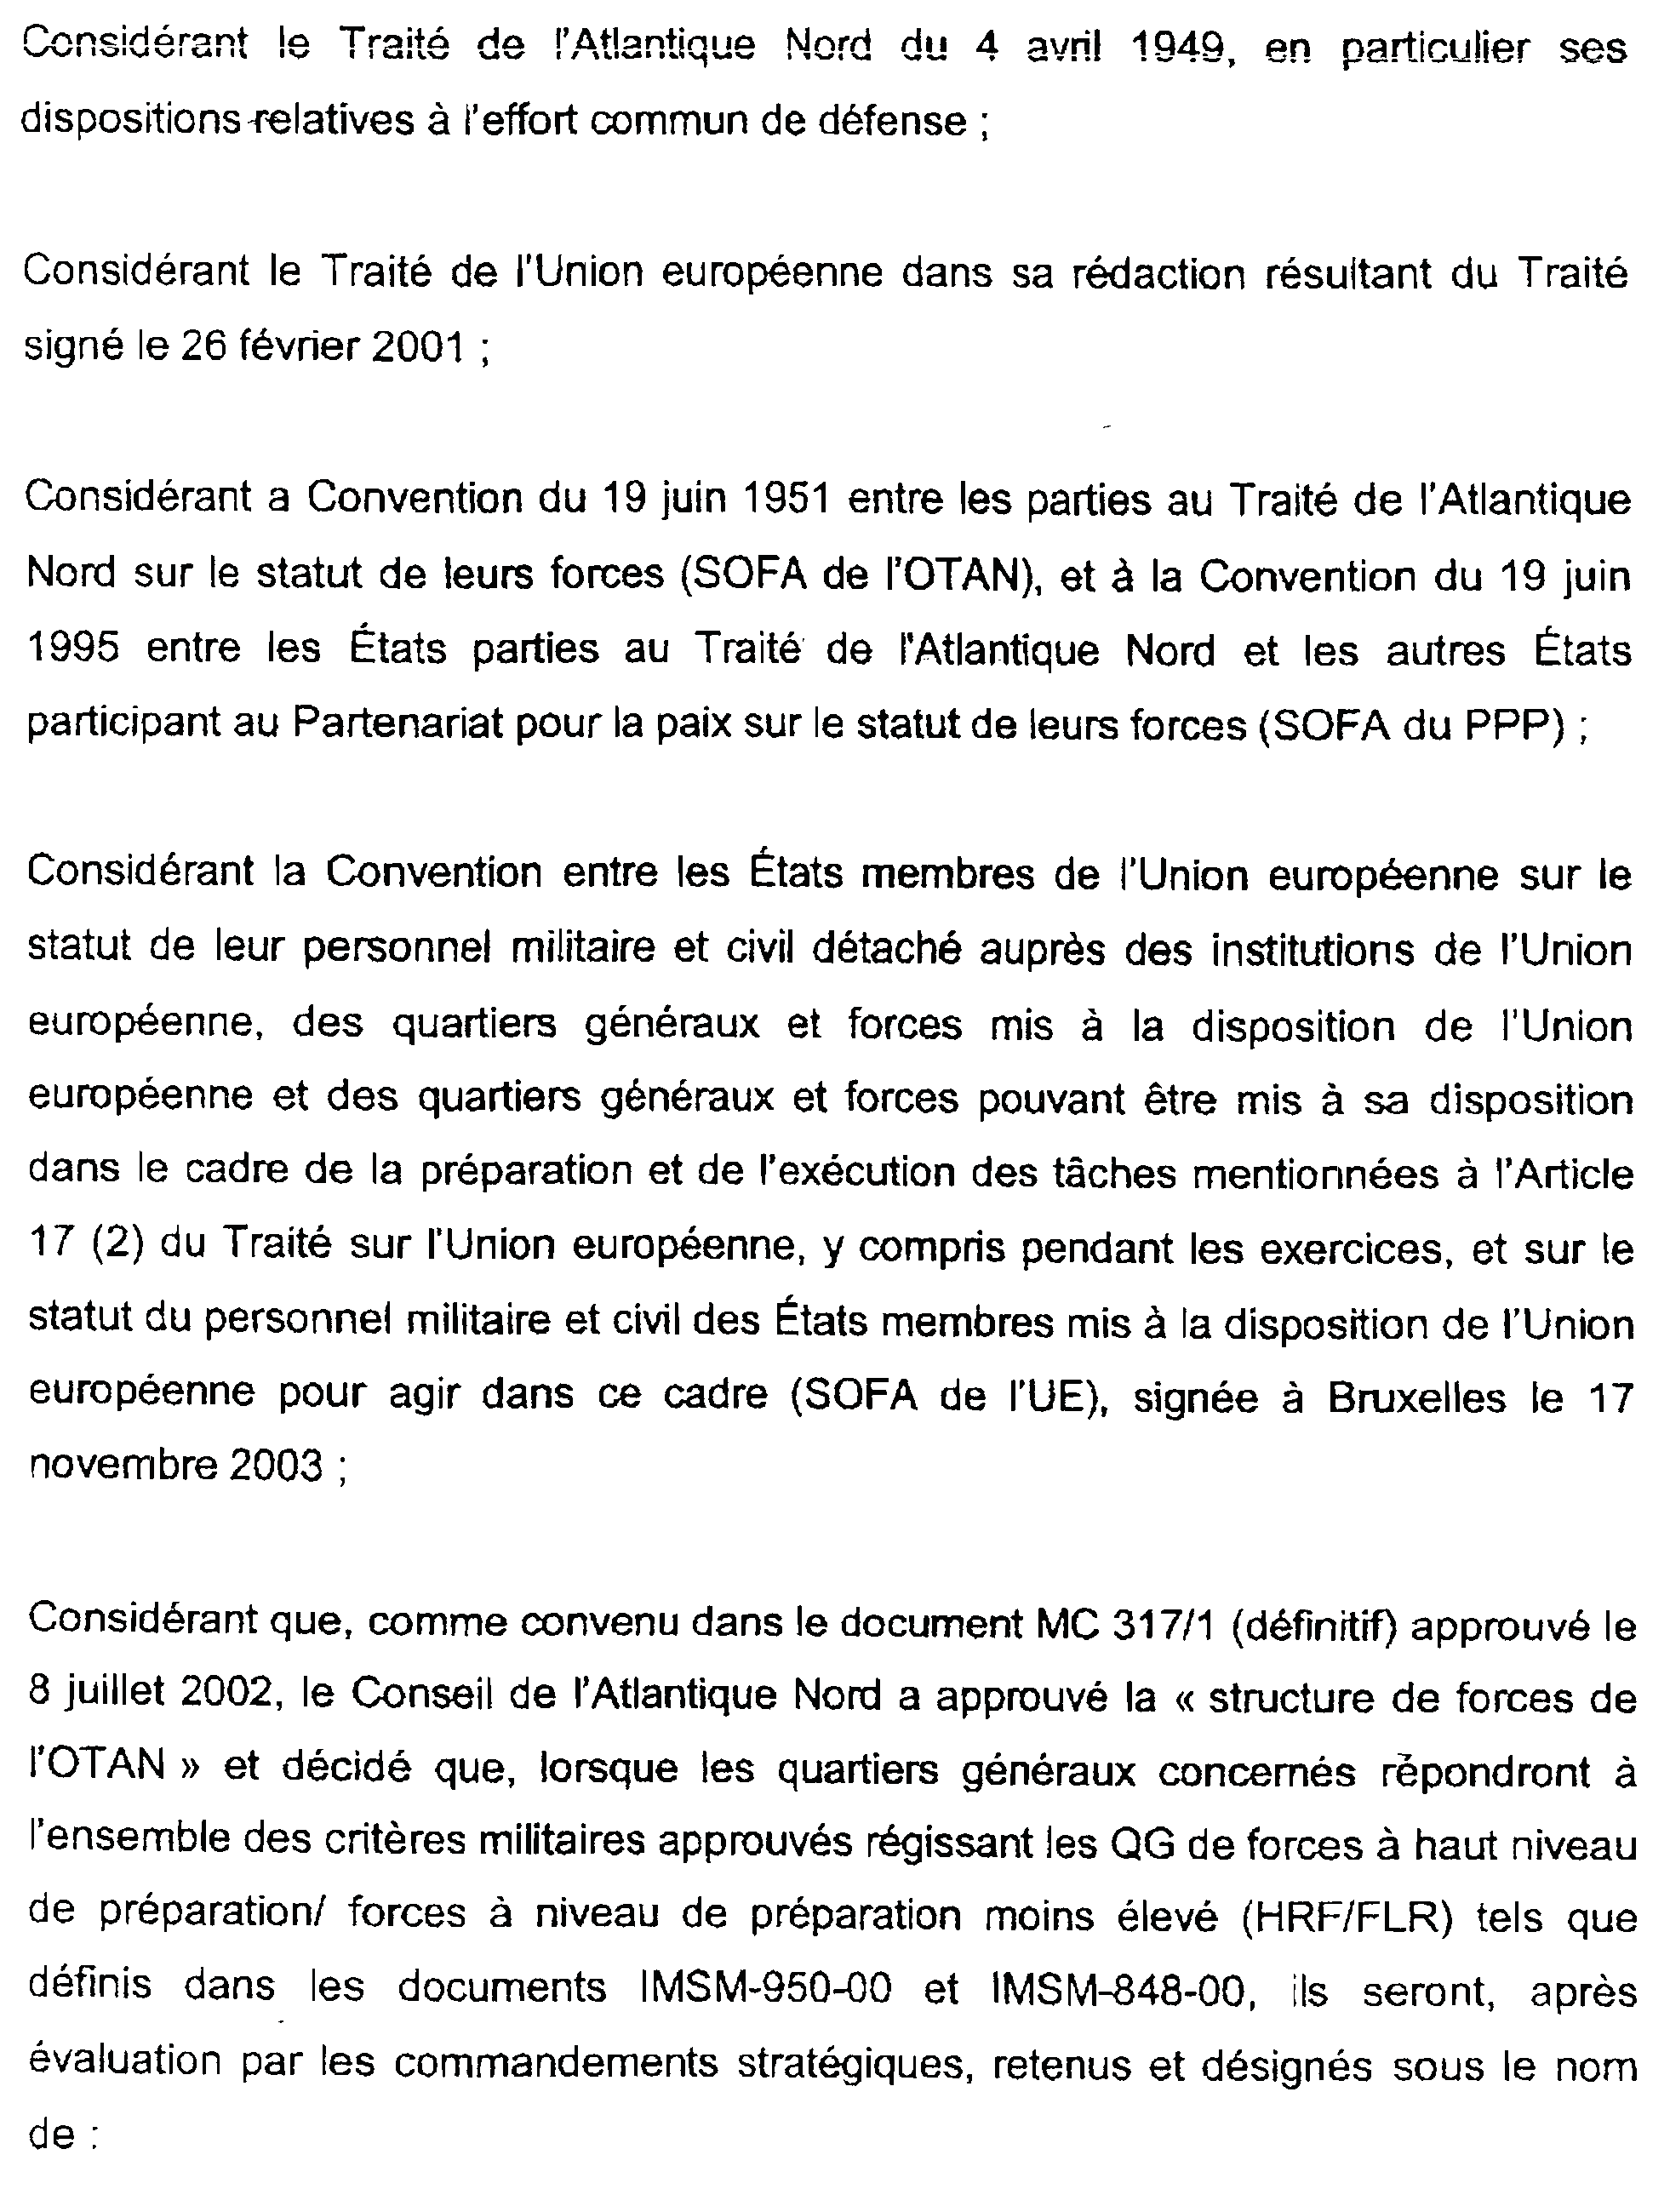 Considérant le Traité de l'Atlantique Nord du 4 avril 1949, en particulier ses
dispositions relatives à l'effort commun de défense ;
Considérant le Traité de l'Union européenne dans sa rédaction résultant du Traité
signé le 26 février 2001 ;
Considérant a Convention du 19 juin 1951 entre les parties au Traité de l'Atlantique
Nord sur le statut de leurs forces (SOFA de l'OTAN), et à la Convention du 19 juin
1995 entre les États parties au Traité de l'Atlantique Nord et les autres États
participant au Partenariat pour la paix sur le statut de leurs forces (SOFA du PPP) ;
Considérant la Convention entre les États membres de l'Union européenne sur le
statut de leur personnel militaire et civil détaché auprès des institutions de l'Union
européenne, des quartiers généraux et forces mis à la disposition de l'Union
européenne et des quartiers généraux et forces pouvant être mis à sa disposition
dans le cadre de la préparation et de l'exécution des tâches mentionnées à l'Article
17 (2) du Traité sur l'Union européenne, y compris pendant les exercices, et sur le
statut du personnel militaire et civil des États membres mis à la disposition de l'Union
européenne pour agir dans ce cadre (SOFA de l'UE), signée à Bruxelles le 17
novembre 2003 ;
Considérant que, comme convenu dans le document MC 317/1 (définitif) approuvé le
8 juillet 2002, le Conseil de l'Atlantique Nord a approuvé la « structure de forces de
l'OTAN » et décidé que, lorsque les quartiers généraux concernés répondront à
l'ensemble des critères militaires approuvés régissant les QG de forces à haut niveau
de préparation/ forces à niveau de préparation moins élevé (HRF/FLR) tels que
définis dans les documents IMSM-950-00 et IMSM-848-00, ils seront, après
évaluation par les commandements stratégiques, retenus et désignés sous le nom
de :